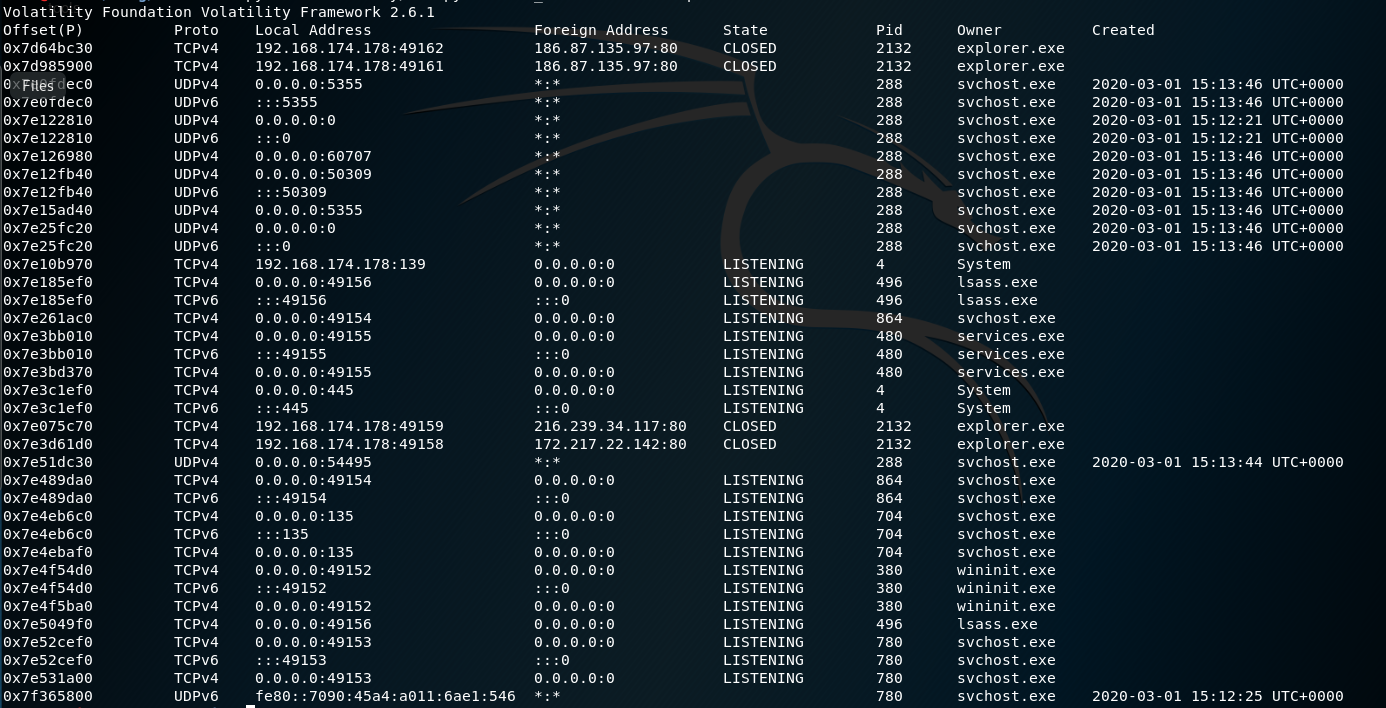 Volatility Foundation Volatility Framework 2.6.1
Offset(P) Proto Local Address Foreign Address State Pid Owner Created
0x7d64bc30 TCPv4 192.168.174.178:49162 186.87.135.97:80 CLOSED 2132 explorer.exe
0x7d985900 TCPv4 192.168.174.178:49161 186.87.135.97:80 CLOSED 2132 explorer.exe
Files
UDPv4 0.0.0.0:5355 *:* 288 svchost.exe 2020-03-01 15:13:46 UTC+0000
0x7e0fdec0 UDPv6 :::5355 *:* 288 svchost.exe 2020-03-01 15:13:46 UTC+0000
0x7e122810 UDPv4 0.0.0.0:0 *:* 288 svchost.exe 2020-03-01 15:12:21 UTC+0000
0x7e122810 UDPv6 :::0 *:* 288 svchost.exe 2020-03-01 15:12:21 UTC+0000
0x7e126980 UDPv4 0.0.0.0:60707 *:* 288 svchost.exe 2020-03-01 15:13:46 UTC+0000
0x7e12fb40 UDPv4 0.0.0.0:50309 *:* 288 svchost.exe 2020-03-01 15:13:46 UTC+0000
0x7e12fb40 UDPv6 :::50309 *:* 288 svchost.exe 2020-03-01 15:13:46 UTC+0000
0x7e15ad40 UDPv4 0.0.0.0:5355 *:* 288 svchost.exe 2020-03-01 15:13:46 UTC+0000
0x7e25fc20 UDPv4 0.0.0.0:0 *:* 288 svchost.exe 2020-03-01 15:13:46 UTC+0000
0x7e25fc20 UDPv6 :::0 *:* 288 svchost.exe 2020-03-01 15:13:46 UTC+0000
0x7e10b970 TCPv4 192.168.174.178:139 0.0.0.0:0 LISTENING 4 System
0x7e185ef0 TCPv4 0.0.0.0:49156 0.0.0.0:0 LISTENING 496 lsass.exe
0x7e185ef0 TCPv6 :::49156 :::0 LISTENING 496 lsass.exe
0x7e261ac0 TCPv4 0.0.0.0:49154 0.0.0.0:0 LISTENING 864 svchost.exe
0x7e3bb010 TCPv4 0.0.0.0:49155 0.0.0.0:0 LISTENING 480 services.exe
0x7e3bb010 TCPv6 :::49155 :::0 LISTENING 480 services.exe
0x7e3bd370 TCPv4 0.0.0.0:49155 0.0.0.0:0 LISTENING 480 services.exe
0x7e3c1ef0 TCPv4 0.0.0.0:445 0.0.0.0:0 LISTENING 4 System
0x7e3c1ef0 TCPv6 :::445 :::0 LISTENING 4 System
0x7e075c70 TCPv4 192.168.174.178:49159 216.239.34.117:80 CLOSED 2132 explorer.exe
0x7e3d61d0 TCPv4 192.168.174.178:49158 172.217.22.142:80 CLOSED 2132 explorer.exe
0x7e51dc30 UDPv4 0.0.0.0:54495 *:* 288 svchost.exe 2020-03-01 15:13:44 UTC+0000
0x7e489da0 TCPv4 0.0.0.0:49154 0.0.0.0:0 LISTENING 864 svchost.exe
0x7e489da0 TCPv6 :::49154 :::0 LISTENING 864 svchost.exe
0x7e4eb6c0 TCPv4 0.0.0.0:135 0.0.0.0:0 LISTENING 704 svchost.exe
0x7e4eb6c0 TCPv6 :::135 :::0 LISTENING 704 svchost.exe
0x7e4ebaf0 TCPv4 0.0.0.0:135 0.0.0.0:0 LISTENING 704 svchost.exe
0x7e4f54d0 TCPv4 0.0.0.0:49152 0.0.0.0:0 LISTENING 380 wininit.exe
0x7e4f54d0 TCPv6 :::49152 :::0 LISTENING 380 wininit.exe
0x7e4f5ba0 TCPv4 0.0.0.0:49152 0.0.0.0:0 LISTENING 380 wininit.exe
0x7e5049f0 TCPv4 0.0.0.0:49156 0.0.0.0:0 LISTENING 496 lsass.exe
0x7e52cef0 TCPv4 0.0.0.0:49153 0.0.0.0:0 LISTENING 780 svchost.exe
0x7e52cef0 TCPv6 :::49153 :::0 LISTENING 780 svchost.exe
0x7e531a00 TCPv4 0.0.0.0:49153 0.0.0.0:0 LISTENING 780 svchost.exe
0x7f365800 UDPv6 fe80::7090:45a4:a011:6ae1:546 *:* 780 svchost.exe 2020-03-01 15:12:25 UTC+0000